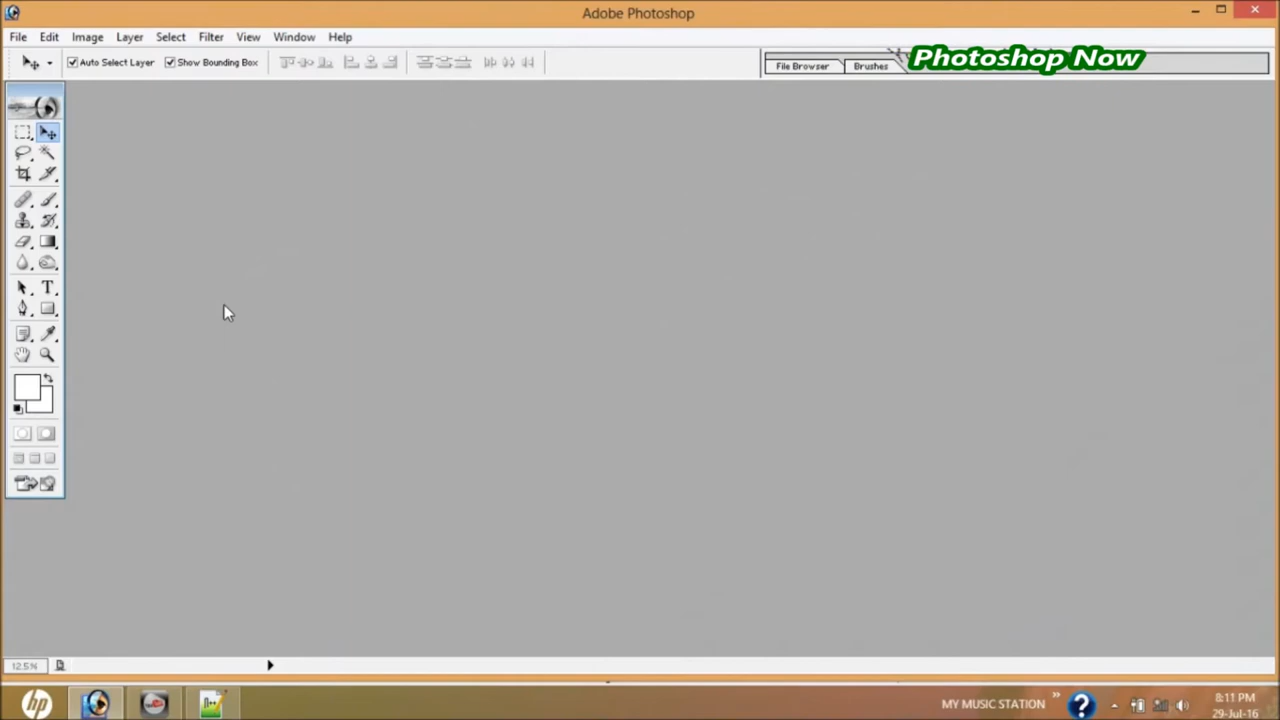 Adobe Photoshop
File Edit Image Layer Select Filter View Window Help
Auto Select Layer Show Bounding Box File Browser Brushes Photoshop Now
T
12.5%
hp MY MUSIC STATION » ? 8:11 PM
29-Jul-16